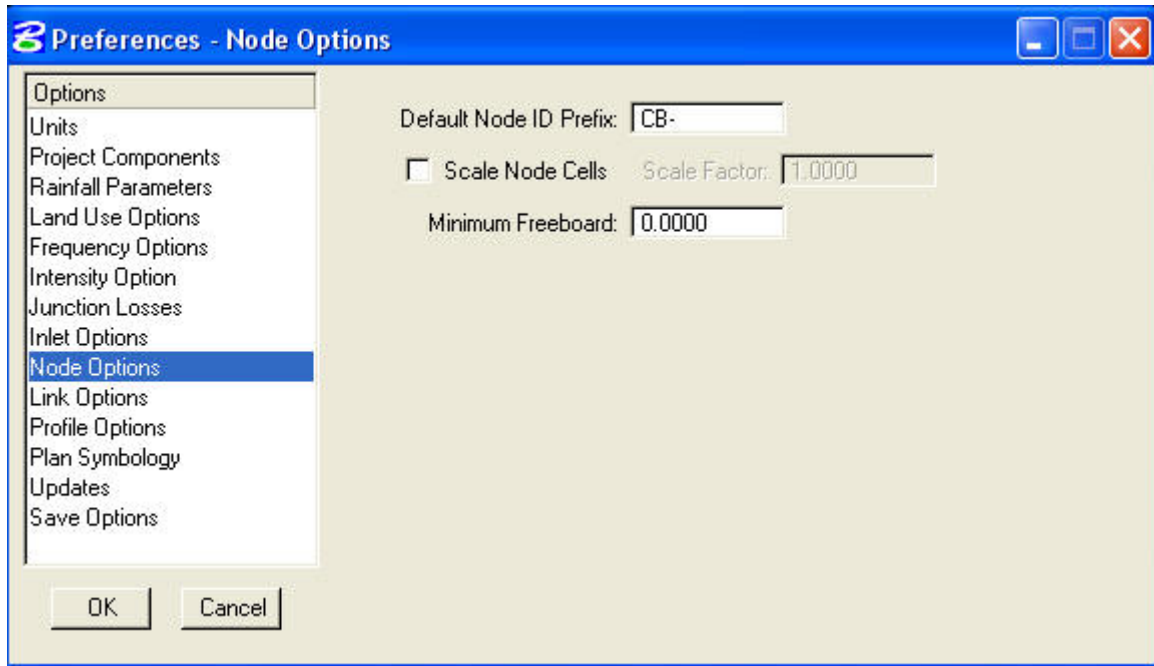 Preferences - Node Options
Options
Units
Project Components
Rainfall Parameters
Land Use Options
Frequency Options
Intensity Option
Junction Losses
Inlet Options
Node Options
Link Options
Profile Options
Plan Symbology
Updates
Save Options
OK Cancel
Default Node ID Prefix: CB-
Scale Node Cells Scale Factor: 1.0000
Minimum Freeboard: 0.0000